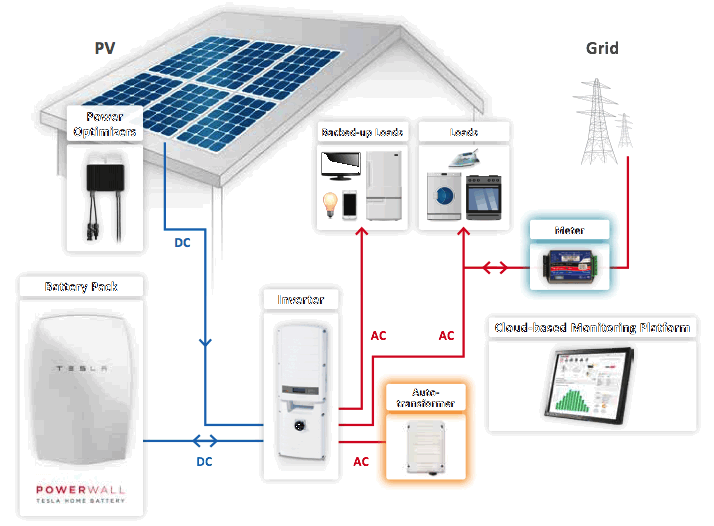 PV
Grid
Power
Optimizers
Backed-up Loads
Loads
DC
Meter
Battery Pack
Inverter
Cloud-based Monitoring Platform
AC
AC
TESLA
Auto-
transformer
DC
AC
POWERWALL
TESLA HOME BATTERY